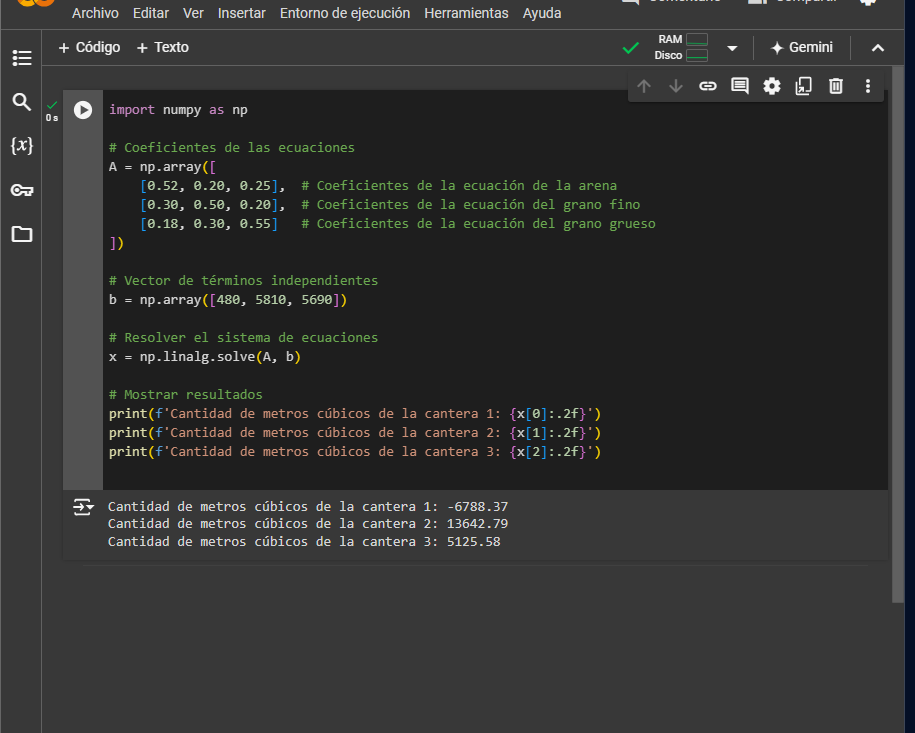 Archivo Editar Ver Insertar Entorno de ejecución Herramientas Ayuda
+ Código + Texto
RAM
Disco
Gemini
{x}
0 s
import numpy as np
# Coeficientes de las ecuaciones
A = np.array([
[0.52, 0.20, 0.25], # Coeficientes de la ecuación de la arena
[0.30, 0.50, 0.20], # Coeficientes de la ecuación del grano fino
[0.18, 0.30, 0.55] # Coeficientes de la ecuación del grano grueso
])
# Vector de términos independientes
b = np.array([480, 5810, 5690])
# Resolver el sistema de ecuaciones
x = np.linalg.solve(A, b)
# Mostrar resultados
print(f'Cantidad de metros cúbicos de la cantera 1: {x[0]:.2f}')
print(f'Cantidad de metros cúbicos de la cantera 2: {x[1]:.2f}')
print(f'Cantidad de metros cúbicos de la cantera 3: {x[2]:.2f}')
Cantidad de metros cúbicos de la cantera 1: -6788.37
Cantidad de metros cúbicos de la cantera 2: 13642.79
Cantidad de metros cúbicos de la cantera 3: 5125.58